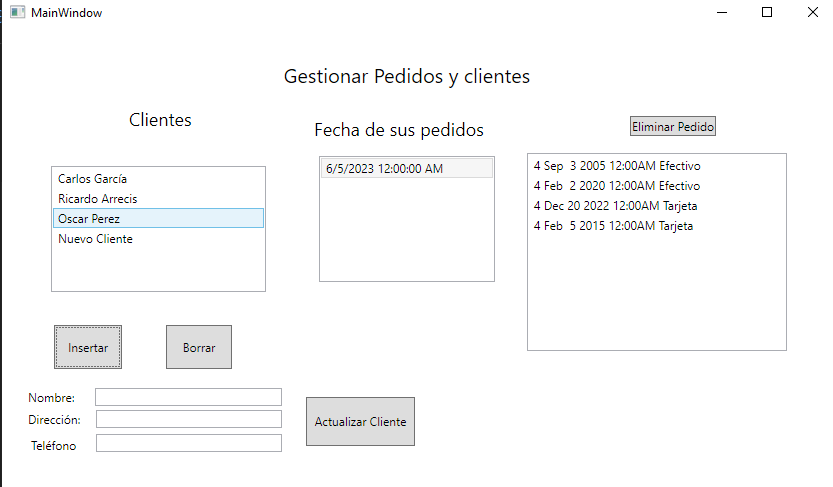 MainWindow
Gestionar Pedidos y clientes
Clientes
Fecha de sus pedidos
Eliminar Pedido
Carlos García
Ricardo Arrecis
Oscar Perez
Nuevo Cliente
6/5/2023 12:00:00 AM
4 Sep  3 2005 12:00AM Efectivo
4 Feb  2 2020 12:00AM Efectivo
4 Dec 20 2022 12:00AM Tarjeta
4 Feb  5 2015 12:00AM Tarjeta
Insertar
Borrar
Nombre:
Dirección:
Teléfono
Actualizar Cliente